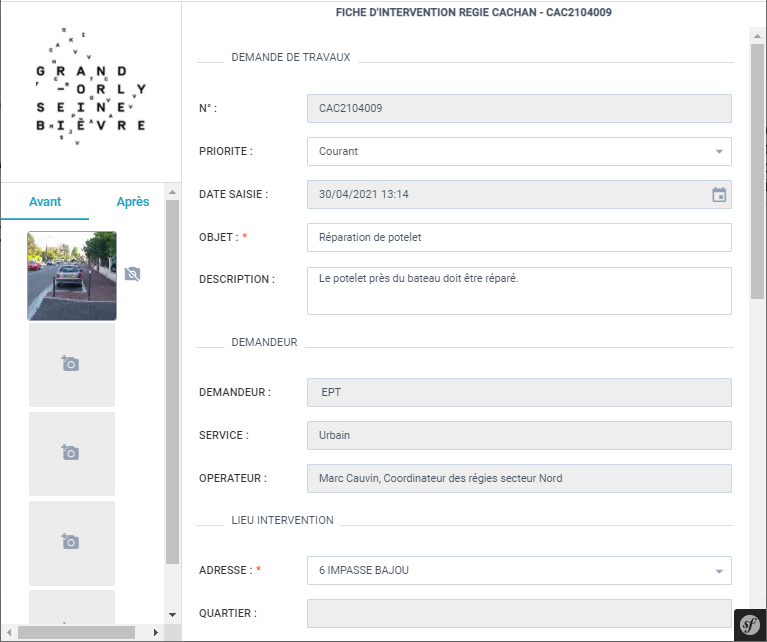 FICHE D'INTERVENTION REGIE CACHAN - CAC2104009
GRAND
-ORLY
SEINE
BIÈVRE
Avant
Après
DEMANDE DE TRAVAUX
N° :
CAC2104009
PRIORITE :
Courant
DATE SAISIE :
30/04/2021 13:14
OBJET : *
Réparation de potelet
DESCRIPTION :
Le potelet près du bateau doit être réparé.
DEMANDEUR
DEMANDEUR :
EPT
SERVICE :
Urbain
OPERATEUR :
Marc Cauvin, Coordinateur des régies secteur Nord
LIEU INTERVENTION
ADRESSE : *
6 IMPASSE BAJOU
QUARTIER :
sf